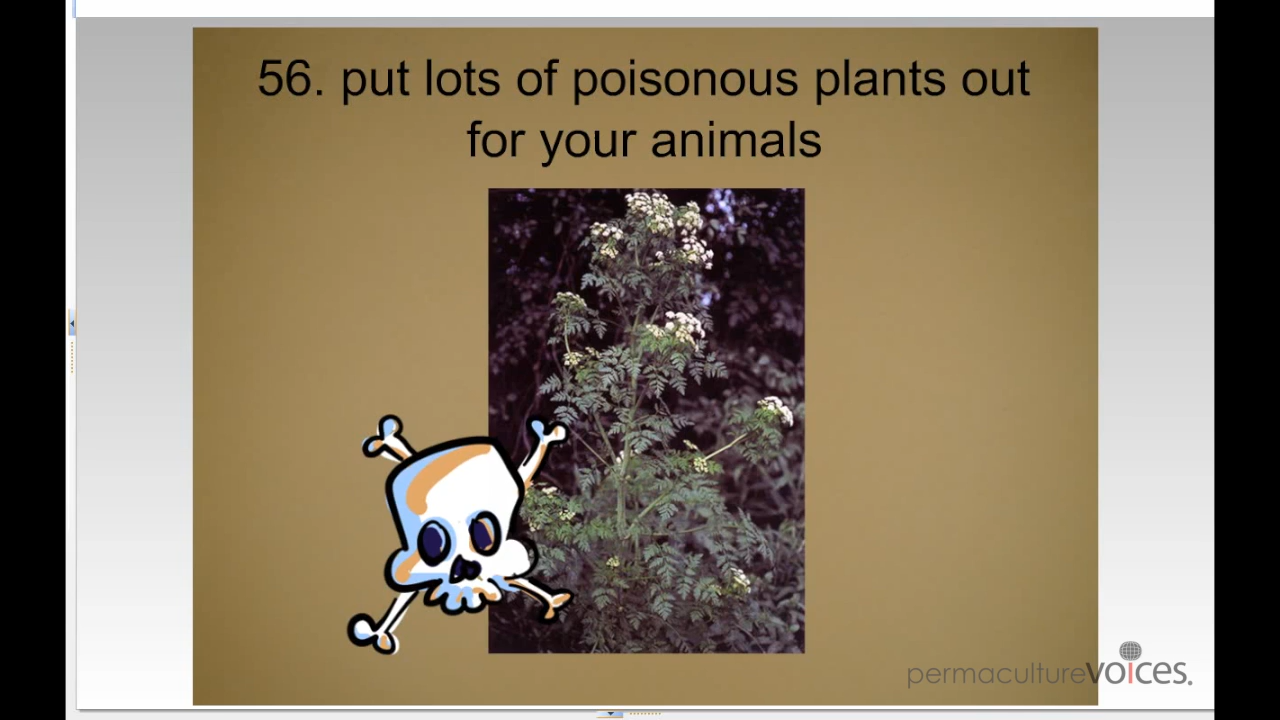 56. put lots of poisonous plants out
for your animals
permaculturevoices.